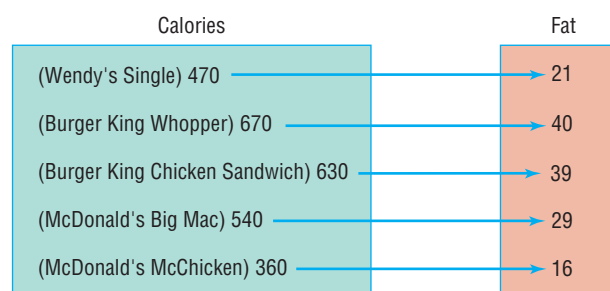 Calories Fat
(Wendy's Single) 470 21
(Burger King Whopper) 670 40
(Burger King Chicken Sandwich) 630 39
(McDonald's Big Mac) 540 29
(McDonald's McChicken) 360 16